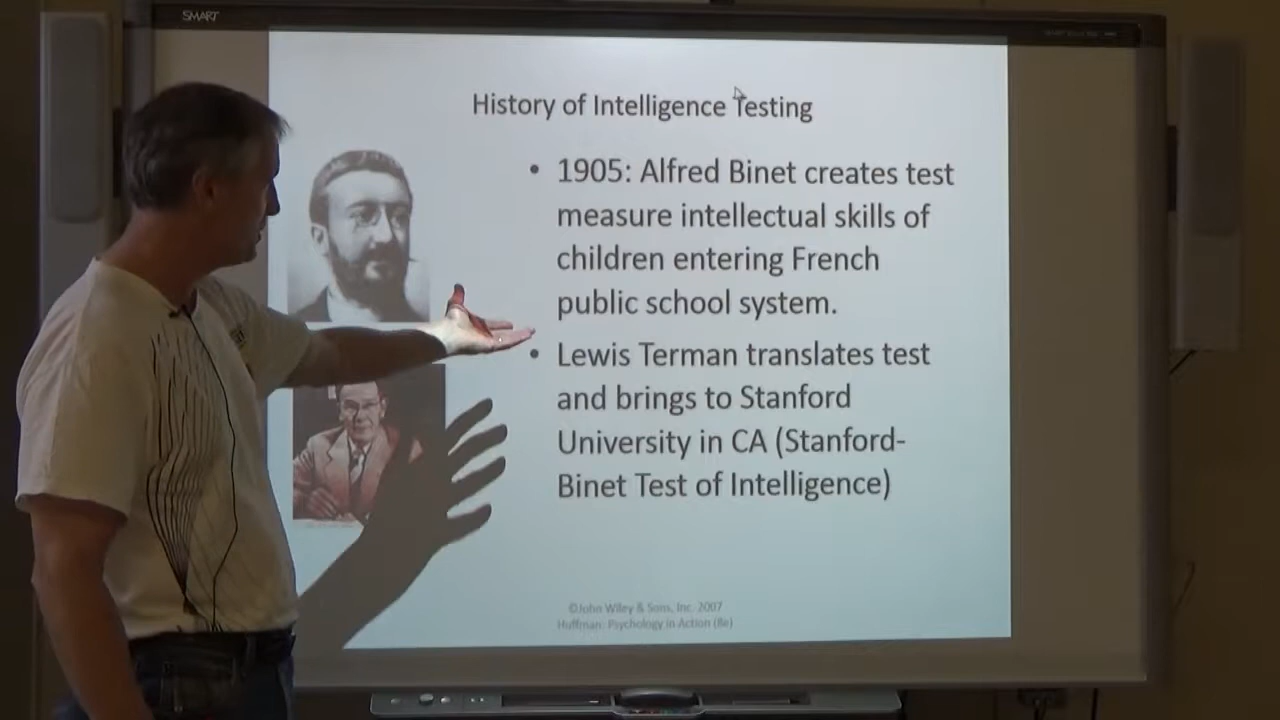 SMART
History of Intelligence Testing
• 1905: Alfred Binet creates test
measure intellectual skills of
children entering French
public school system.
• Lewis Terman translates test
and brings to Stanford
University in CA (Stanford-
Binet Test of Intelligence)
©John Wiley & Sons, Inc. 2007
Huffman: Psychology in Action (8e)